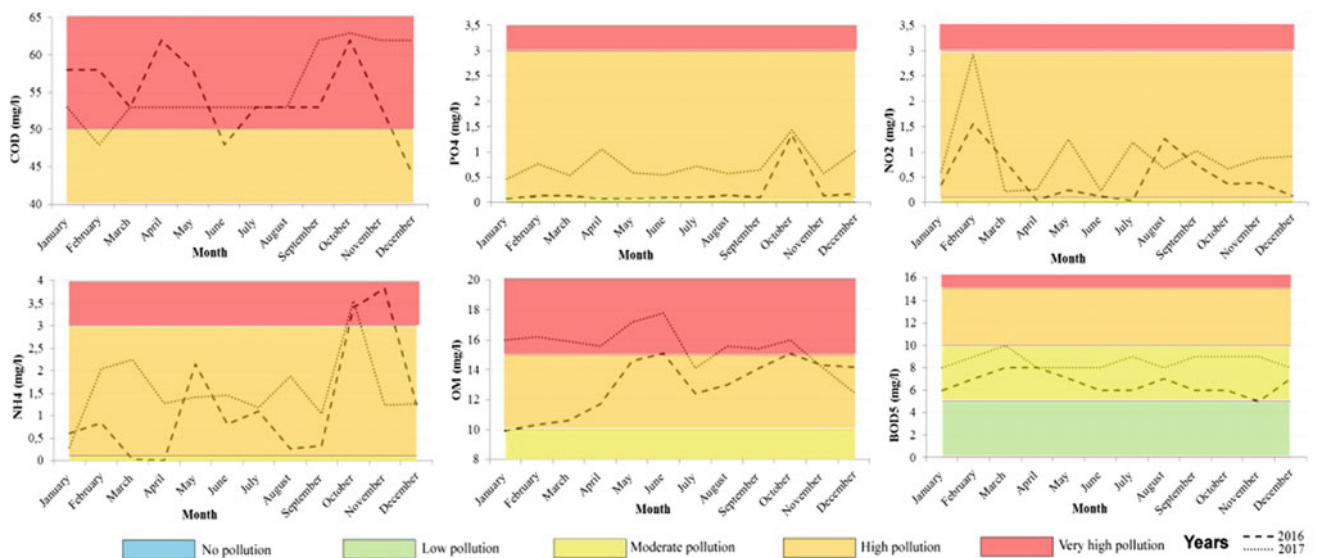 COD (mg/l)
65
60
55
50
45
40
January
February
March
April
May
June
July
August
September
October
November
December
Month
PO4 (mg/l)
3,5
3
2,5
2
1,5
1
0,5
0
January
February
March
April
May
June
July
August
September
October
November
December
Month
NO2 (mg/l)
3,5
3
2,5
2
1,5
1
0,5
0
January
February
March
April
May
June
July
August
September
October
November
December
Month
NH4 (mg/l)
4
3,5
3
2,5
2
1,5
1
0,5
0
January
February
March
April
May
June
July
August
September
October
November
December
Month
OM (mg/l)
20
18
16
14
12
10
8
January
February
March
April
May
June
July
August
September
October
November
December
Month
BOD5 (mg/l)
16
14
12
10
8
6
4
2
0
January
February
March
April
May
June
July
August
September
October
November
December
Month
No pollution
Low pollution
Moderate pollution
High pollution
Very high pollution
Years
2016
2017